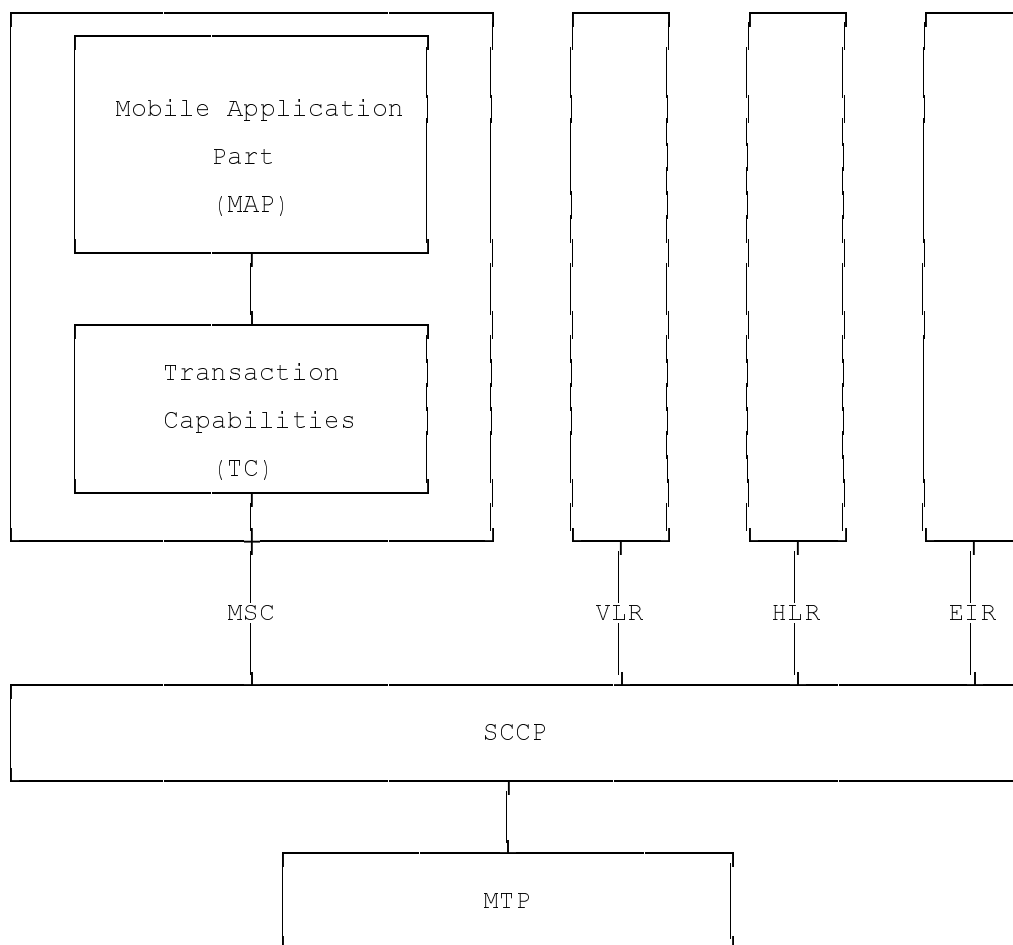 Mobile Application
Part
(MAP)
Transaction
Capabilities
(TC)
MSC
VLR
HLR
EIR
SCCP
MTP